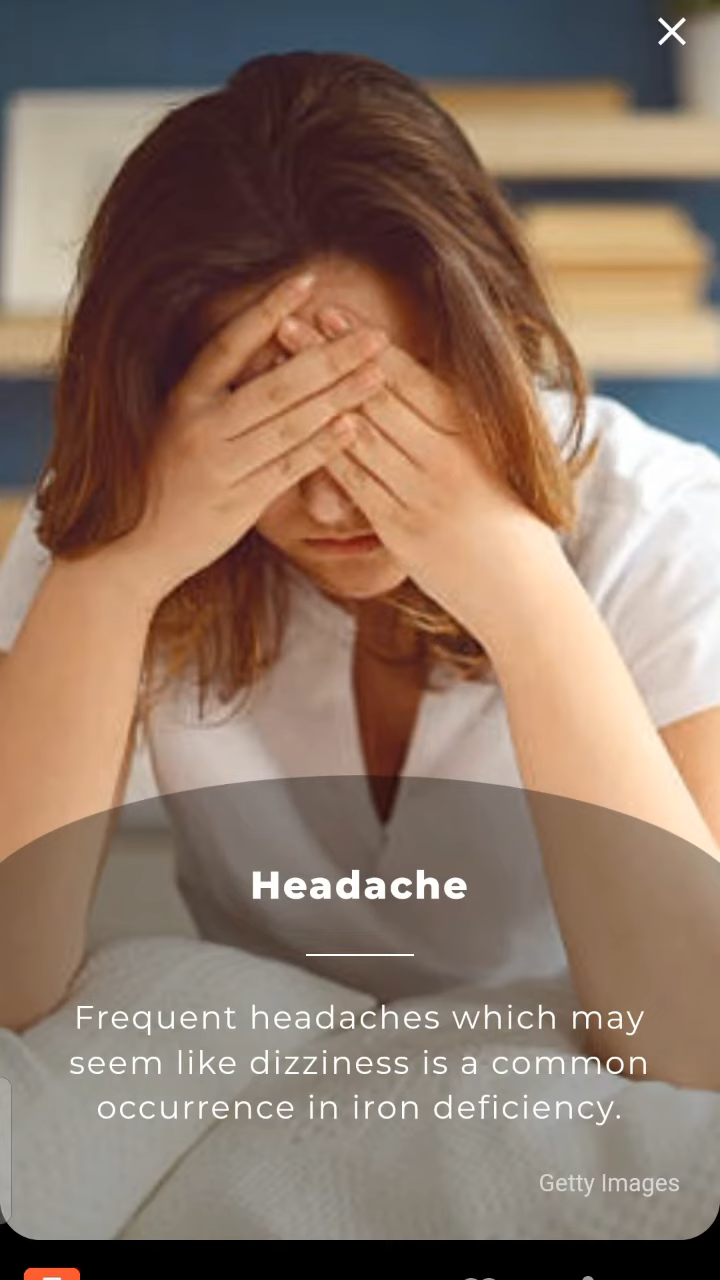 Headache
Frequent headaches which may
seem like dizziness is a common
occurrence in iron deficiency.
Getty Images